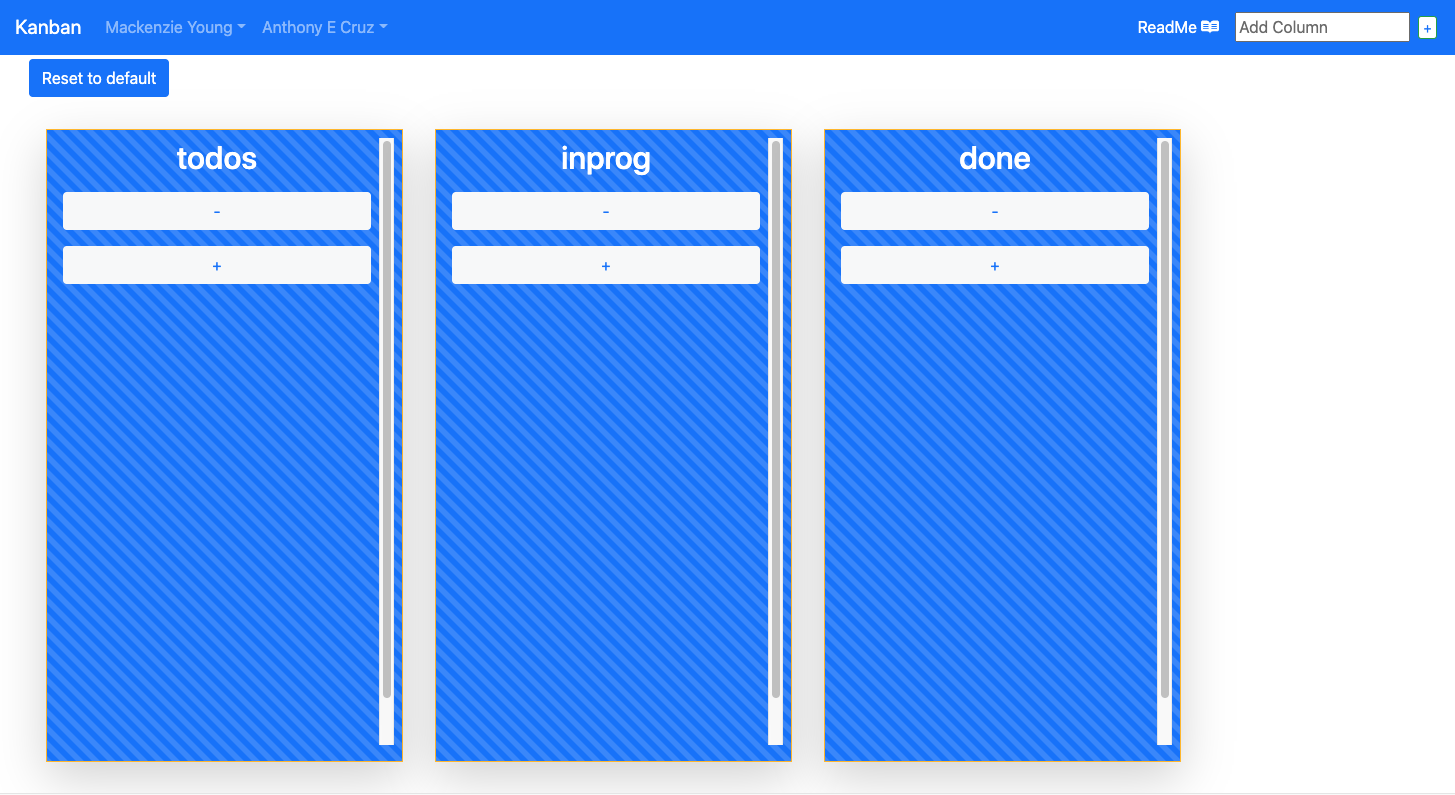 Kanban Mackenzie Young Anthony E Cruz ReadMe Add Column +
Reset to default
todos inprog done
- - -
+ + +